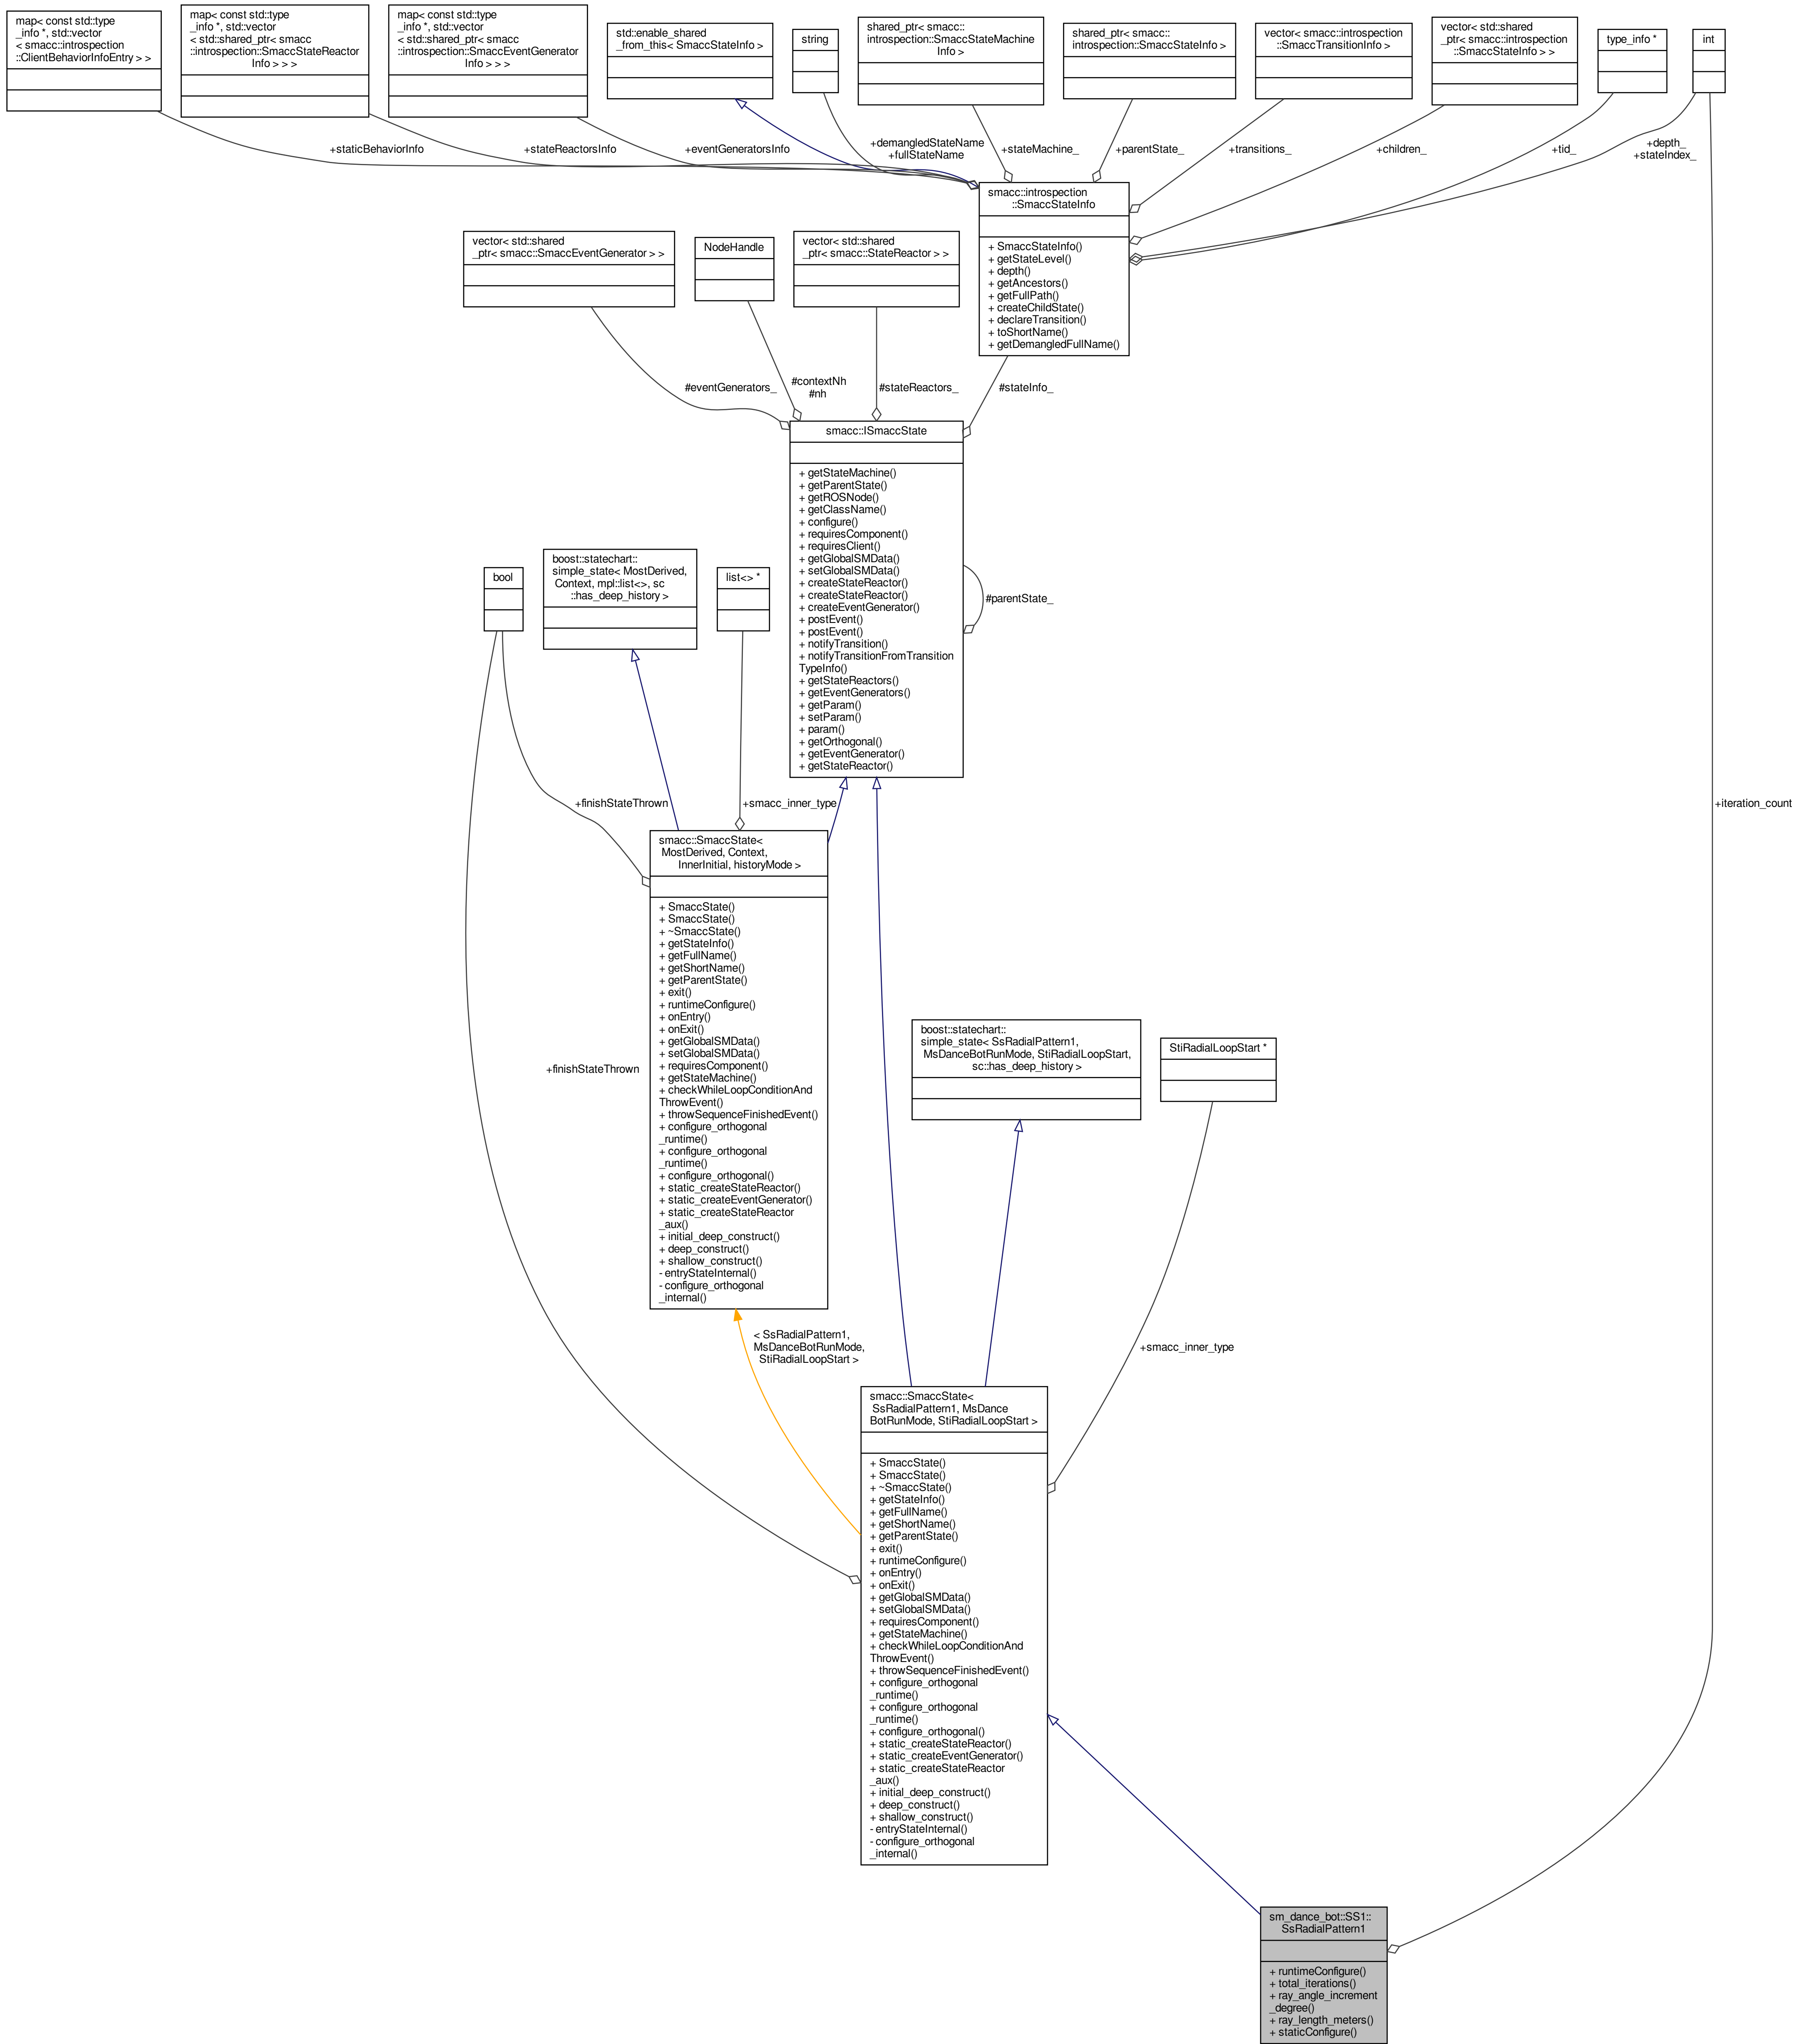 map< const std::type
_info *, std::vector
< smacc::introspection
::ClientBehaviorInfoEntry > >
map< const std::type
_info *, std::vector
< std::shared_ptr< smacc
::introspection::SmaccStateReactor
Info > > >
map< const std::type
_info *, std::vector
< std::shared_ptr< smacc
::introspection::SmaccEventGenerator
Info > > >
std::enable_shared
_from_this< SmaccStateInfo >
string
shared_ptr< smacc::
introspection::SmaccStateMachine
Info >
shared_ptr< smacc::
introspection::SmaccStateInfo >
vector< smacc::introspection
::SmaccTransitionInfo >
vector< std::shared
_ptr< smacc::introspection
::SmaccStateInfo > >
type_info *
int
+staticBehaviorInfo
+stateReactorsInfo
+eventGeneratorsInfo
+demangledStateName
+fullStateName
+stateMachine_
+parentState_
+transitions_
+children_
+tid_
+depth_
+stateIndex_
smacc::introspection
::SmaccStateInfo
+ SmaccStateInfo()
+ getStateLevel()
+ depth()
+ getAncestors()
+ getFullPath()
+ createChildState()
+ declareTransition()
+ toShortName()
+ getDemangledFullName()
vector< std::shared
_ptr< smacc::SmaccEventGenerator > >
NodeHandle
vector< std::shared
_ptr< smacc::StateReactor > >
#eventGenerators_
#contextNh
#nh
#stateReactors_
#stateInfo_
smacc::ISmaccState
+ getStateMachine()
+ getParentState()
+ getROSNode()
+ getClassName()
+ configure()
+ requiresComponent()
+ requiresClient()
+ getGlobalSMData()
+ setGlobalSMData()
+ createStateReactor()
+ createStateReactor()
+ createEventGenerator()
+ postEvent()
+ postEvent()
+ notifyTransition()
+ notifyTransitionFromTransition
TypeInfo()
+ getStateReactors()
+ getEventGenerators()
+ getParam()
+ setParam()
+ param()
+ getOrthogonal()
+ getEventGenerator()
+ getStateReactor()
#parentState_
bool
boost::statechart::
simple_state< MostDerived,
Context, mpl::list<>, sc
::has_deep_history >
list<> *
+finishStateThrown
+smacc_inner_type
+iteration_count
smacc::SmaccState<
MostDerived, Context,
InnerInitial, historyMode >
+ SmaccState()
+ SmaccState()
+ ~SmaccState()
+ getStateInfo()
+ getFullName()
+ getShortName()
+ getParentState()
+ exit()
+ runtimeConfigure()
+ onEntry()
+ onExit()
+ getGlobalSMData()
+ setGlobalSMData()
+ requiresComponent()
+ getStateMachine()
+ checkWhileLoopConditionAnd
ThrowEvent()
+ throwSequenceFinishedEvent()
+ configure_orthogonal
_runtime()
+ configure_orthogonal
_runtime()
+ configure_orthogonal()
+ static_createStateReactor()
+ static_createEventGenerator()
+ static_createStateReactor
_aux()
+ initial_deep_construct()
+ deep_construct()
+ shallow_construct()
- entryStateInternal()
- configure_orthogonal
_internal()
+finishStateThrown
boost::statechart::
simple_state< SsRadialPattern1,
MsDanceBotRunMode, StiRadialLoopStart,
sc::has_deep_history >
StiRadialLoopStart *
< SsRadialPattern1,
MsDanceBotRunMode,
StiRadialLoopStart >
+smacc_inner_type
smacc::SmaccState<
SsRadialPattern1, MsDance
BotRunMode, StiRadialLoopStart >
+ SmaccState()
+ SmaccState()
+ ~SmaccState()
+ getStateInfo()
+ getFullName()
+ getShortName()
+ getParentState()
+ exit()
+ runtimeConfigure()
+ onEntry()
+ onExit()
+ getGlobalSMData()
+ setGlobalSMData()
+ requiresComponent()
+ getStateMachine()
+ checkWhileLoopConditionAnd
ThrowEvent()
+ throwSequenceFinishedEvent()
+ configure_orthogonal
_runtime()
+ configure_orthogonal
_runtime()
+ configure_orthogonal()
+ static_createStateReactor()
+ static_createEventGenerator()
+ static_createStateReactor
_aux()
+ initial_deep_construct()
+ deep_construct()
+ shallow_construct()
- entryStateInternal()
- configure_orthogonal
_internal()
sm_dance_bot::SS1::
SsRadialPattern1
+ runtimeConfigure()
+ total_iterations()
+ ray_angle_increment
_degree()
+ ray_length_meters()
+ staticConfigure()